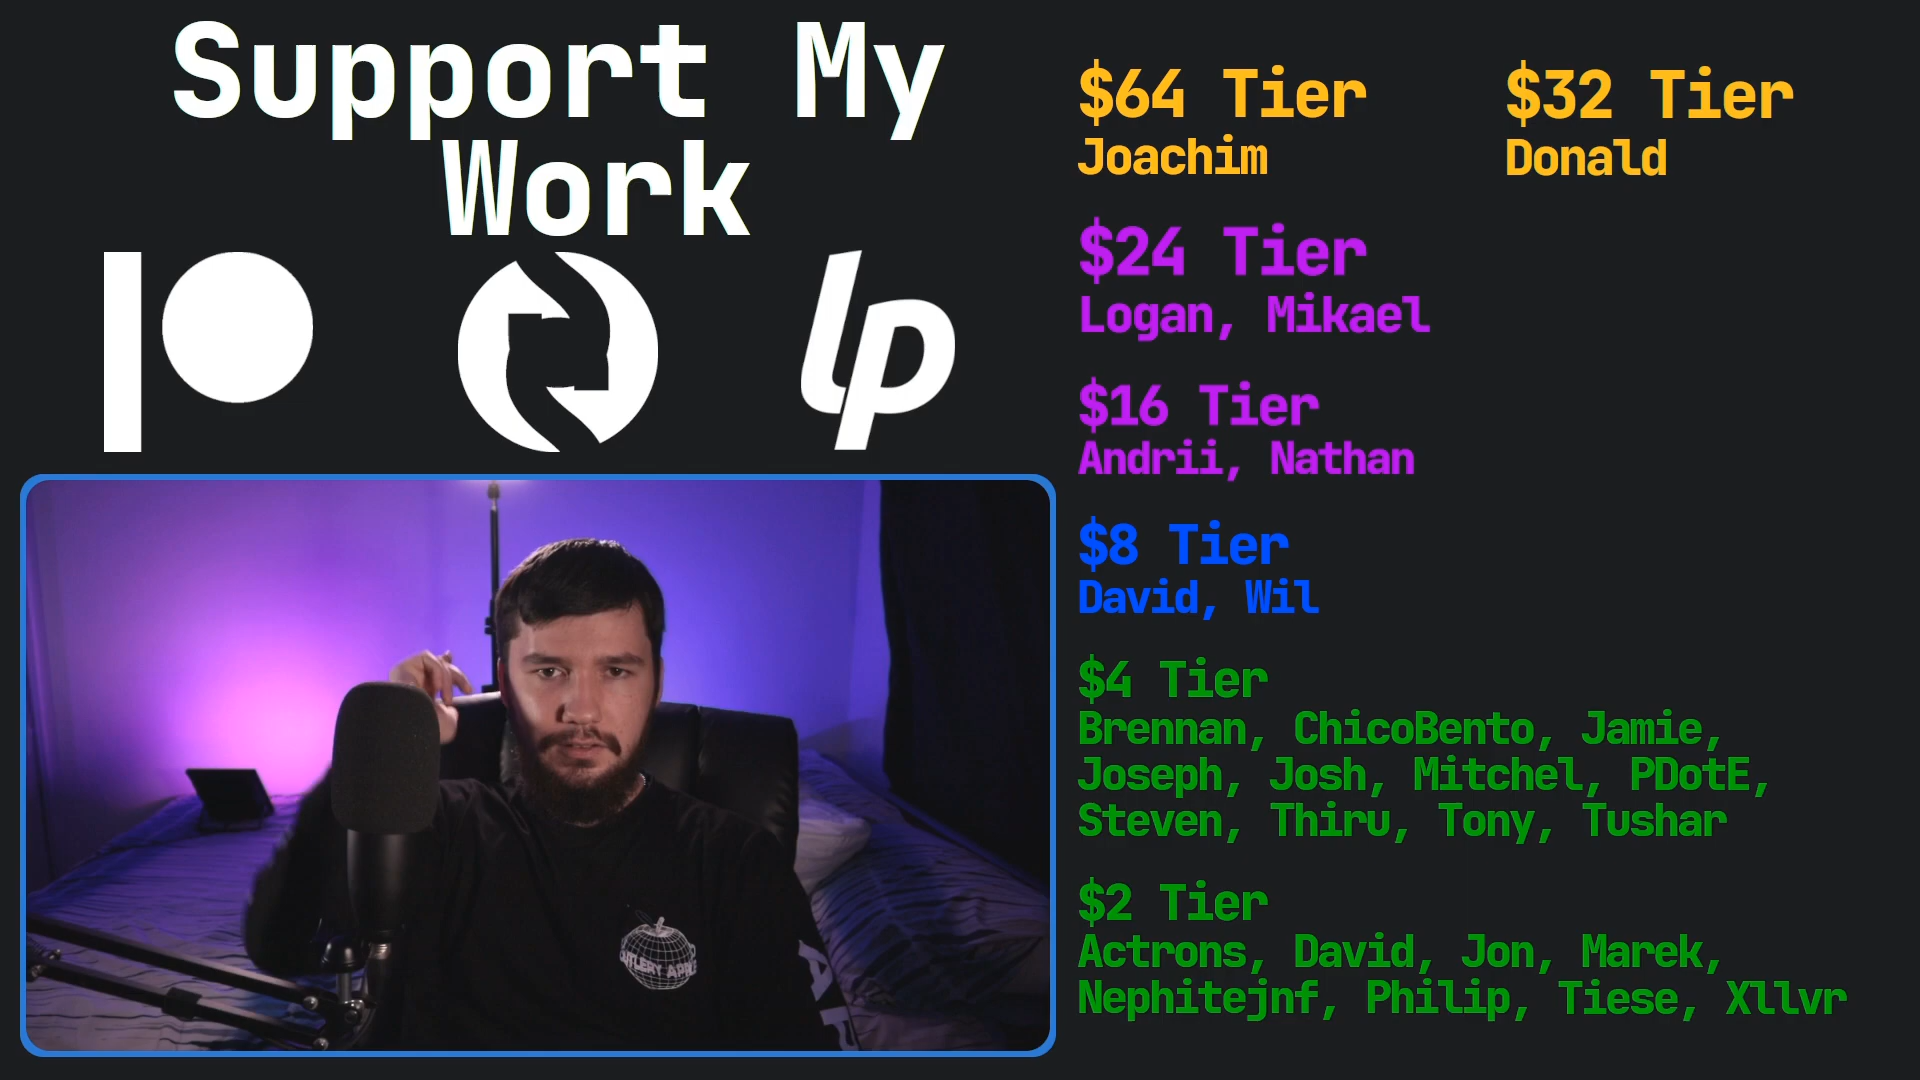 Support My
Work
lp
$64 Tier
Joachim
$32 Tier
Donald
$24 Tier
Logan, Mikael
$16 Tier
Andrii, Nathan
$8 Tier
David, Wil
$4 Tier
Brennan, ChicoBento, Jamie,
Joseph, Josh, Mitchel, PDotE,
Steven, Thiru, Tony, Tushar
$2 Tier
Actrons, David, Jon, Marek,
Nephitejnf, Philip, Tiese, Xllvr